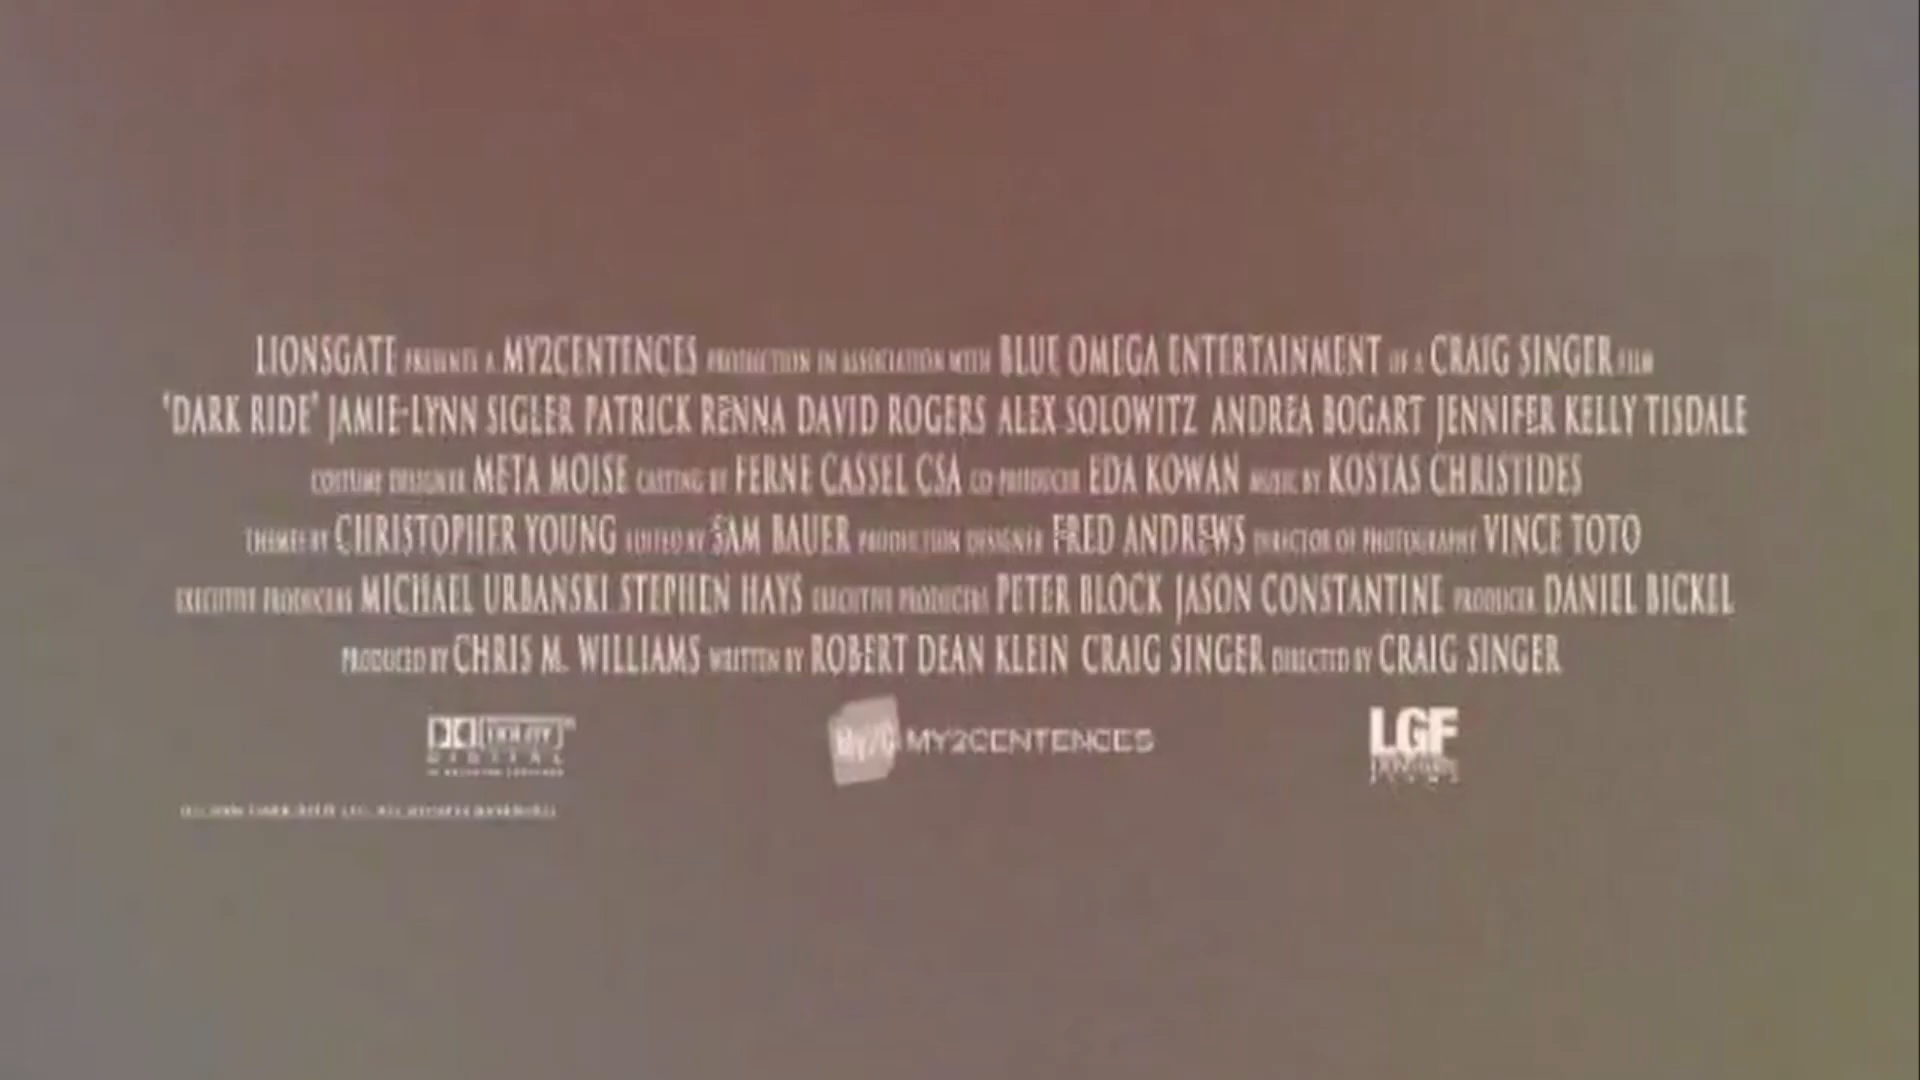 LIONSGATE PRESENTS A MY2CENTENCES PRODUCTION IN ASSOCIATION WITH BLUE OMEGA ENTERTAINMENT OF A CRAIG SINGER FILM
"DARK RIDE" JAMIE-LYNN SIGLER PATRICK RENNA DAVID ROGERS ALEX SOLOWITZ ANDREA BOGART JENNIFER KELLY TISDALE
COSTUME DESIGNER META MOISE CASTING BY FERNE CASSEL CSA CO-PRODUCER EDA KOWAN MUSIC BY KOSTAS CHRISTIDES
THEMES BY CHRISTOPHER YOUNG EDITED BY SAM BAUER PRODUCTION DESIGNER FRED ANDREWS DIRECTOR OF PHOTOGRAPHY VINCE TOTO
EXECUTIVE PRODUCERS MICHAEL URBANSKI STEPHEN HAYS EXECUTIVE PRODUCERS PETER BLOCK JASON CONSTANTINE PRODUCER DANIEL BICKEL
PRODUCED BY CHRIS M. WILLIAMS WRITTEN BY ROBERT DEAN KLEIN CRAIG SINGER DIRECTED BY CRAIG SINGER
DOLBY DIGITAL
My2C MY2CENTENCES
LGF